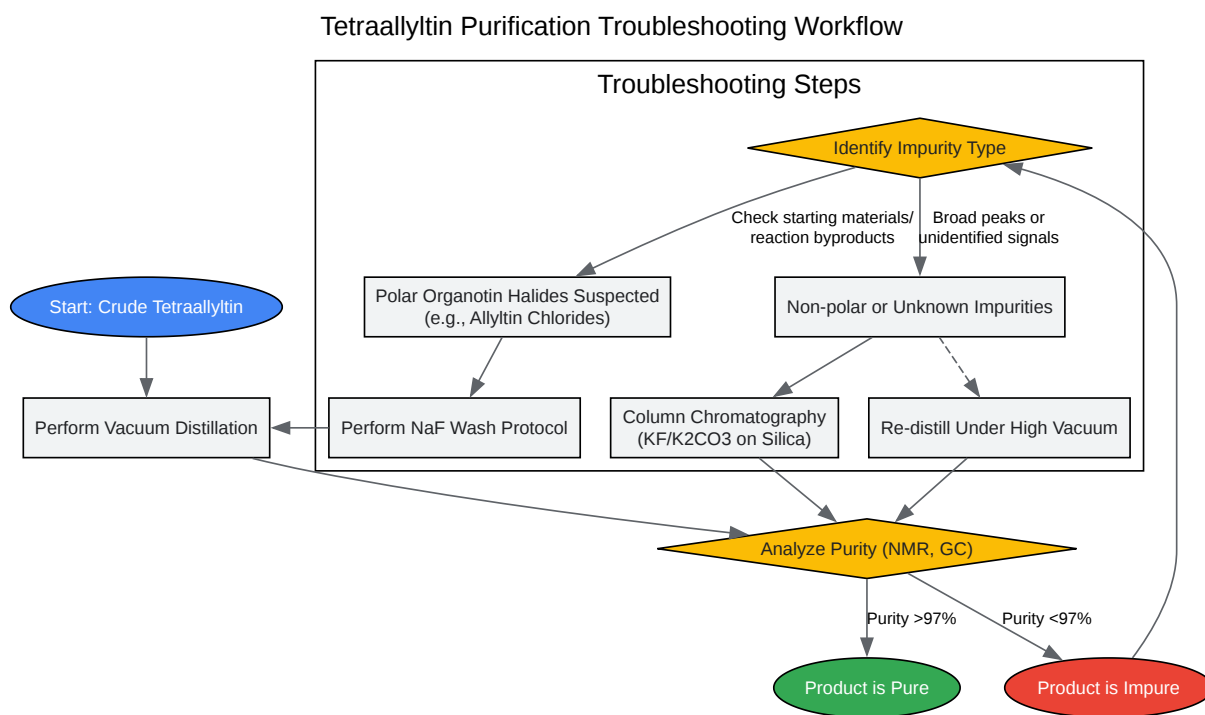 Tetraallyltin Purification Troubleshooting Workflow
Troubleshooting Steps
Identify Impurity Type
Check starting materials/
reaction byproducts
Broad peaks or
unidentified signals
Start: Crude Tetraallyltin
Polar Organotin Halides Suspected
(e.g., Allyltin Chlorides)
Non-polar or Unknown Impurities
Perform Vacuum Distillation
Perform NaF Wash Protocol
Column Chromatography
(KF/K2CO3 on Silica)
Re-distill Under High Vacuum
Analyze Purity (NMR, GC)
Purity >97%
Purity <97%
Product is Pure
Product is Impure